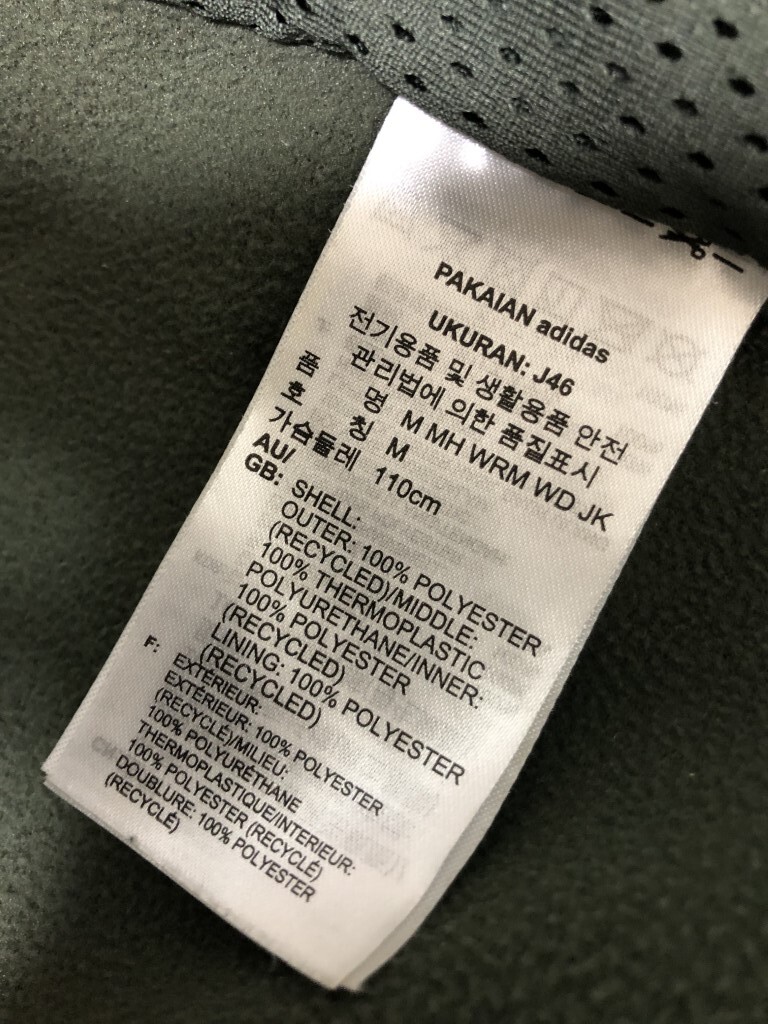 PAKAIAN adidas
UKURAN: J46
전기용품 및 생활용품 안전
관리법에 의한 품질표시
품 명 M MH WRM WD JK
호 칭 M
가슴둘레 110cm
AU/
GB: SHELL:
OUTER: 100% POLYESTER
(RECYCLED)/MIDDLE:
100% THERMOPLASTIC
POLYURETHANE/INNER:
100% POLYESTER
(RECYCLED)
LINING: 100% POLYESTER
(RECYCLED)
F: EXTÉRIEUR:
EXTÉRIEUR: 100% POLYESTER
(RECYCLÉ)/MILIEU:
100% POLYURÉTHANE
THERMOPLASTIQUE/INTERIEUR:
100% POLYESTER (RECYCLÉ)
DOUBLURE: 100% POLYESTER
(RECYCLÉ)